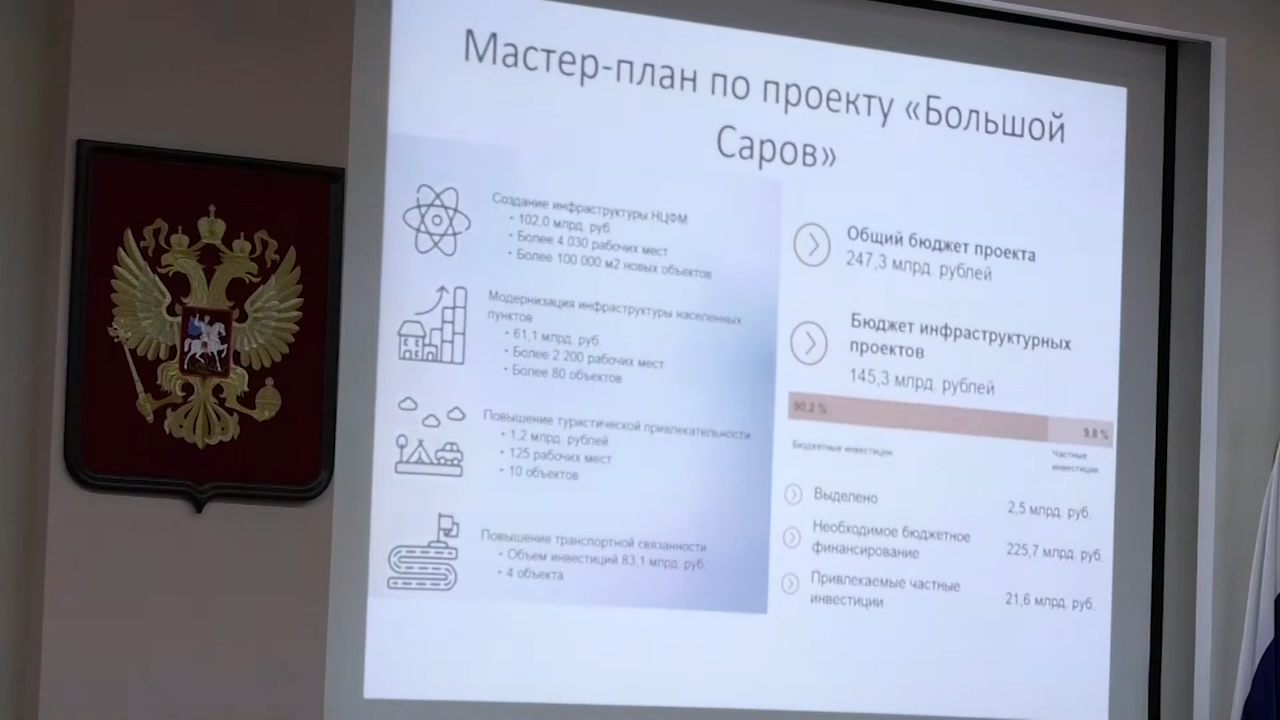 Мастер-план по проекту «Большой
Саров»
Создание инфраструктуры НЦФМ
• 102,0 млрд. руб.
• Более 4 030 рабочих мест
• Более 100 000 м2 новых объектов
Модернизация инфраструктуры населенных
пунктов
• 61,1 млрд. руб.
• Более 2 200 рабочих мест
• Более 80 объектов
Повышение туристической привлекательности
• 1,2 млрд. рублей
• 125 рабочих мест
• 10 объектов
Повышение транспортной связанности
• Объем инвестиций 83,1 млрд. руб.
• 4 объекта
Общий бюджет проекта
247,3 млрд. рублей
Бюджет инфраструктурных
проектов
145,3 млрд. рублей
90,2 %
9,8 %
Бюджетные инвестиции
Частные
инвестиции
Выделено
2,5 млрд. руб.
Необходимое бюджетное
финансирование
225,7 млрд. руб.
Привлекаемые частные
инвестиции
21,6 млрд. руб.